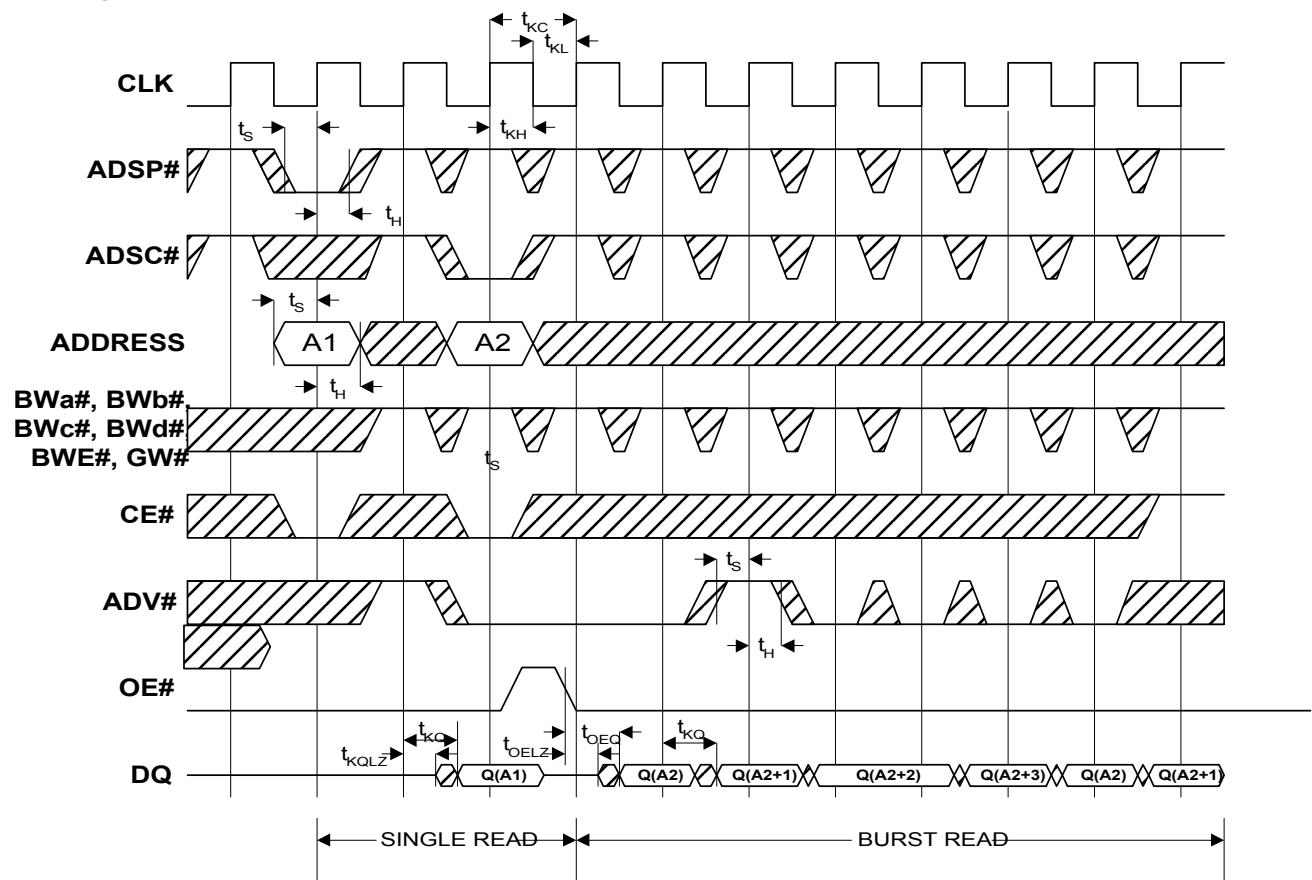 tKC
tKL
CLK
tS
tKH
ADSP#
tH
ADSC#
tS
ADDRESS
A1
A2
tH
BWa#, BWb#,
BWc#, BWd#,
BWE#, GW#
tS
CE#
tS
ADV#
tH
OE#
tKQ
tOEQ
tKQ
tKQLZ
tOELZ
DQ
Q(A1)
Q(A2)
Q(A2+1)
Q(A2+2)
Q(A2+3)
Q(A2)
Q(A2+1)
SINGLE READ
BURST READ